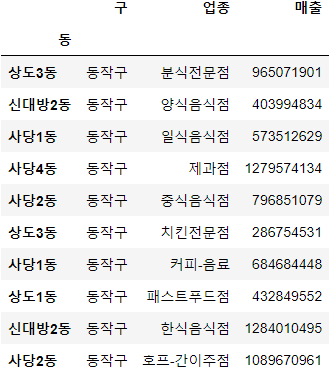 구 업종 매출
동
상도3동 동작구 분식전문점 965071901
신대방2동 동작구 양식음식점 403994834
사당1동 동작구 일식음식점 573512629
사당4동 동작구 제과점 1279574134
사당2동 동작구 중식음식점 796851079
상도3동 동작구 치킨전문점 286754531
사당1동 동작구 커피-음료 684684448
상도1동 동작구 패스트푸드점 432849552
신대방2동 동작구 한식음식점 1284010495
사당2동 동작구 호프-간이주점 1089670961